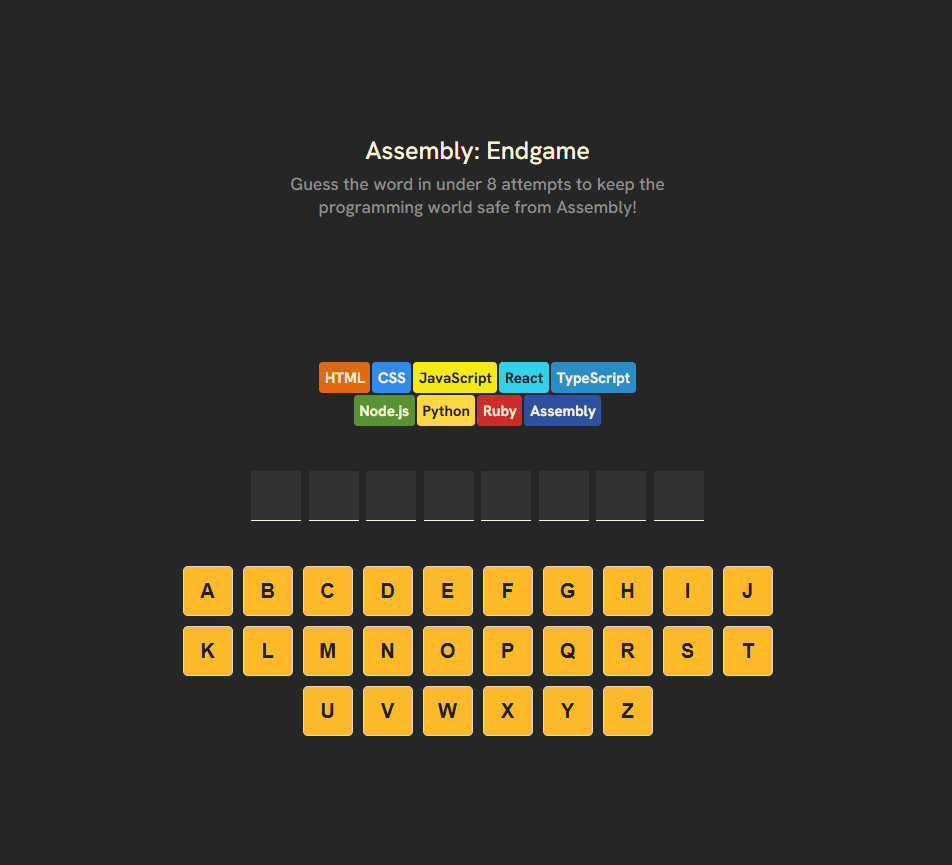 Assembly: Endgame
Guess the word in under 8 attempts to keep the
programming world safe from Assembly!
HTML CSS JavaScript React TypeScript
Node.js Python Ruby Assembly
A B C D E F G H I J
K L M N O P Q R S T
U V W X Y Z